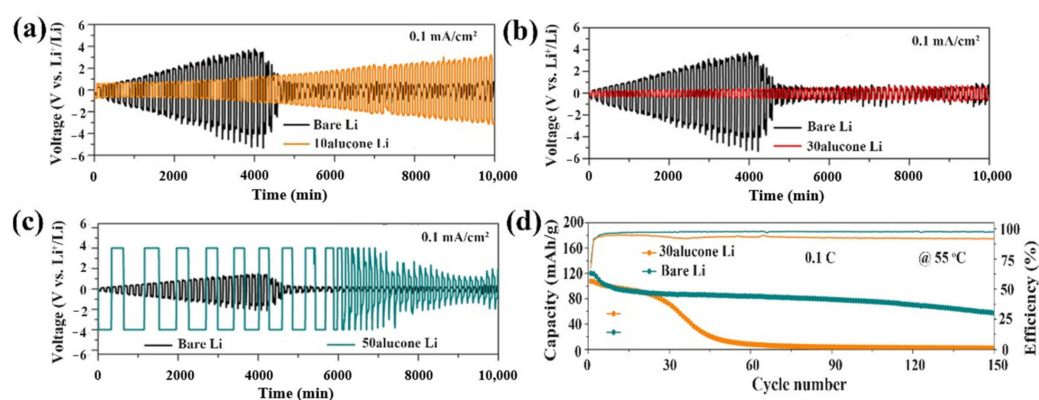 (a)
6
4
2
0
−2
−4
−6
Voltage (V vs. Li⁺/Li)
0.1 mA/cm²
Bare Li
10alucone Li
0 2000 4000 6000 8000 10,000
Time (min)
(b)
6
4
2
0
−2
−4
−6
Voltage (V vs. Li⁺/Li)
0.1 mA/cm²
Bare Li
30alucone Li
0 2000 4000 6000 8000 10,000
Time (min)
(c)
6
4
2
0
−2
−4
−6
Voltage (V vs. Li⁺/Li)
0.1 mA/cm²
Bare Li
50alucone Li
0 2000 4000 6000 8000 10,000
Time (min)
(d)
200
160
120
80
40
0
Capacity (mAh/g)
30alucone Li
Bare Li
0.1 C @ 55 °C
100
75
50
25
0
Efficiency (%)
0 30 60 90 120 150
Cycle number